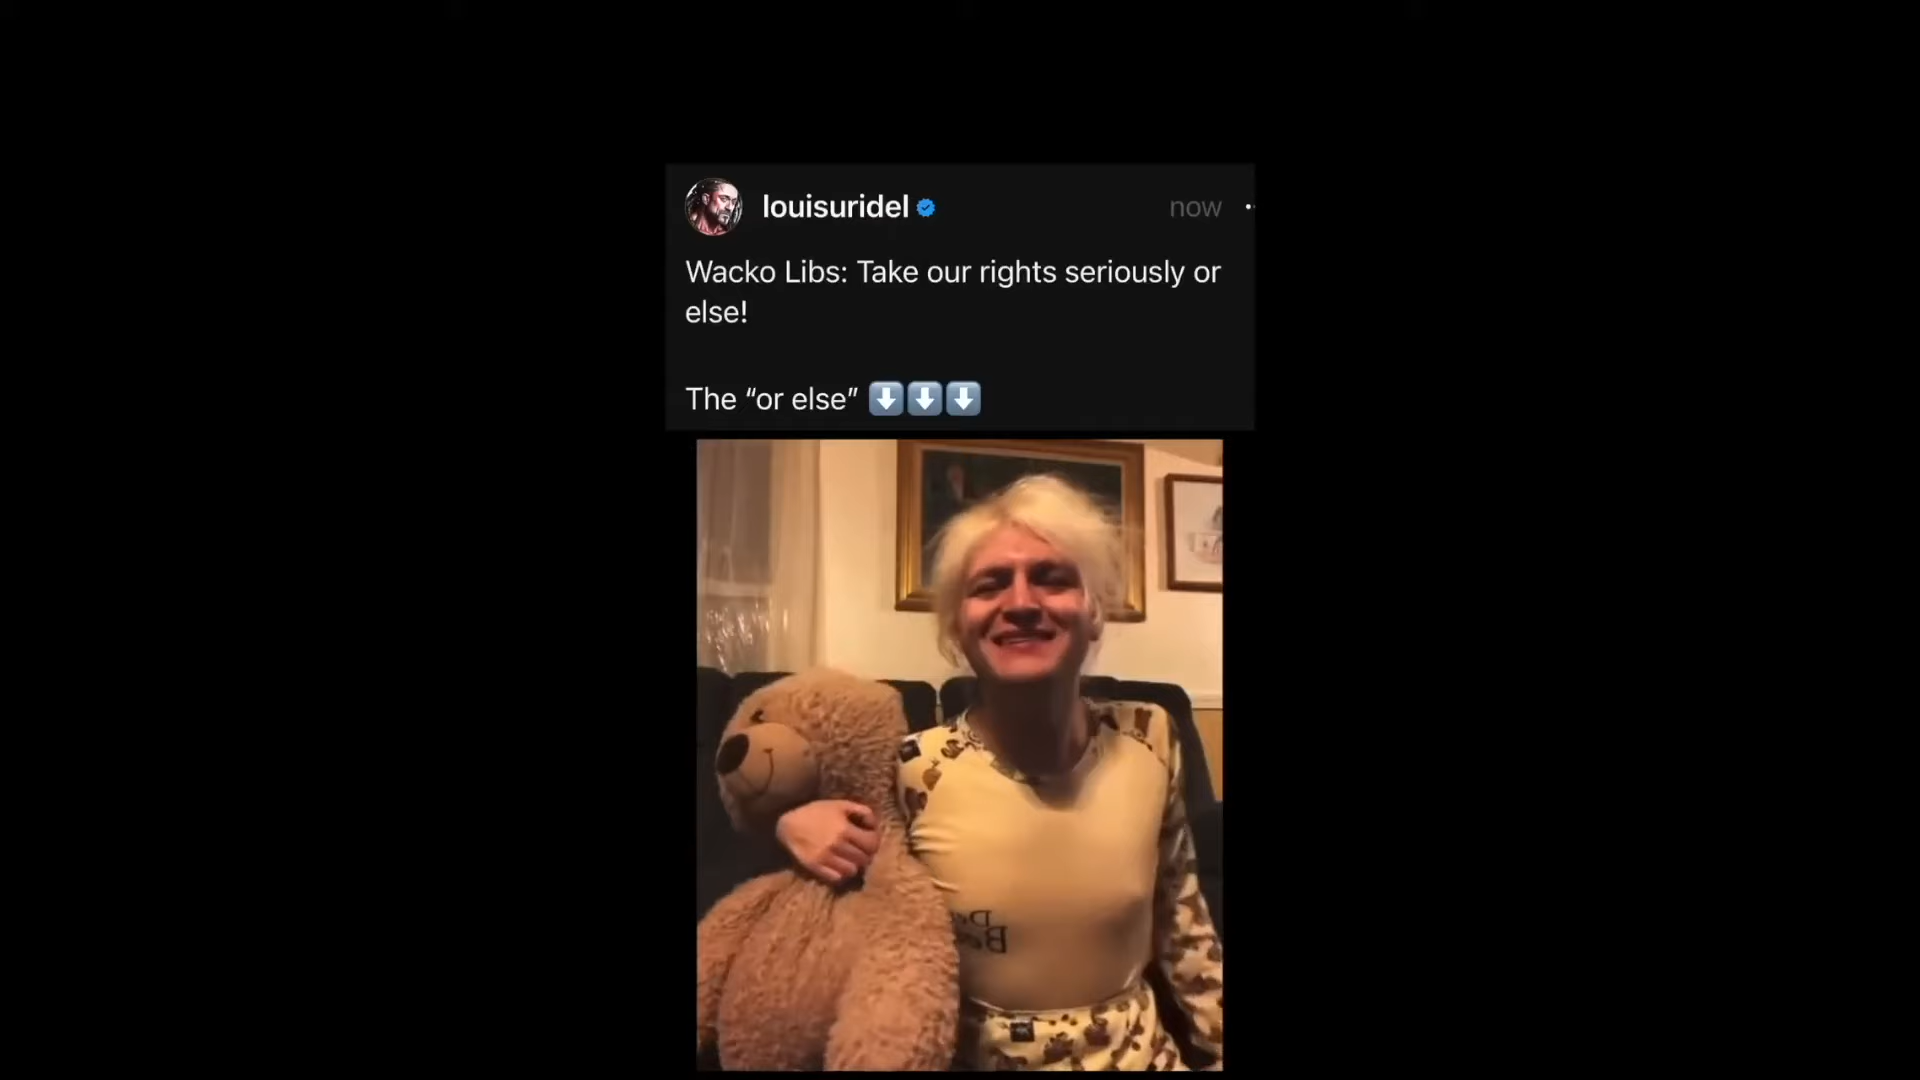 louisuridel
now
Wacko Libs: Take our rights seriously or
else!
The “or else” ⬇️⬇️⬇️